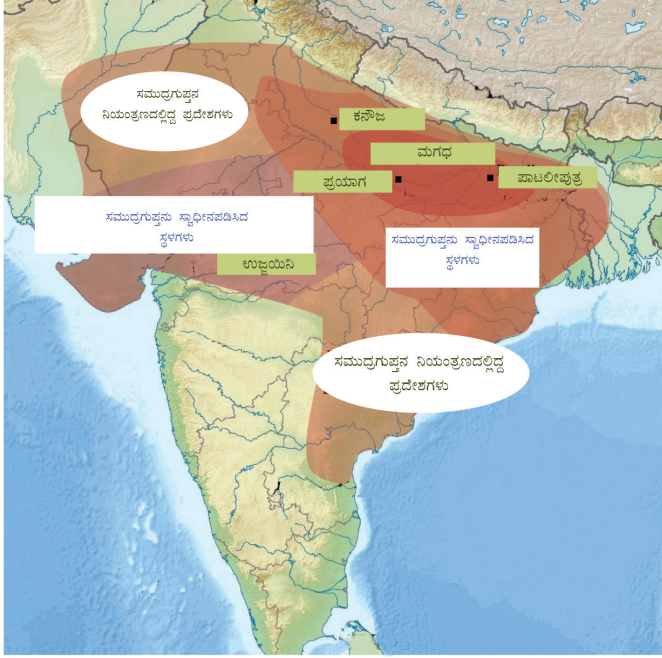 ಸಮುದ್ರಗುಪ್ತನ
ನಿಯಂತ್ರಣದಲ್ಲಿದ್ದ ಪ್ರದೇಶಗಳು
ಕನೌಜ
ಮಗಧ
ಪ್ರಯಾಗ
ಪಾಟಲೀಪುತ್ರ
ಸಮುದ್ರಗುಪ್ತನು ಸ್ವಾಧೀನಪಡಿಸಿದ
ಸ್ಥಳಗಳು
ಸಮುದ್ರಗುಪ್ತನು ಸ್ವಾಧೀನಪಡಿಸಿದ
ಸ್ಥಳಗಳು
ಉಜ್ಜಯಿನಿ
ಸಮುದ್ರಗುಪ್ತನ ನಿಯಂತ್ರಣದಲ್ಲಿದ್ದ
ಪ್ರದೇಶಗಳು